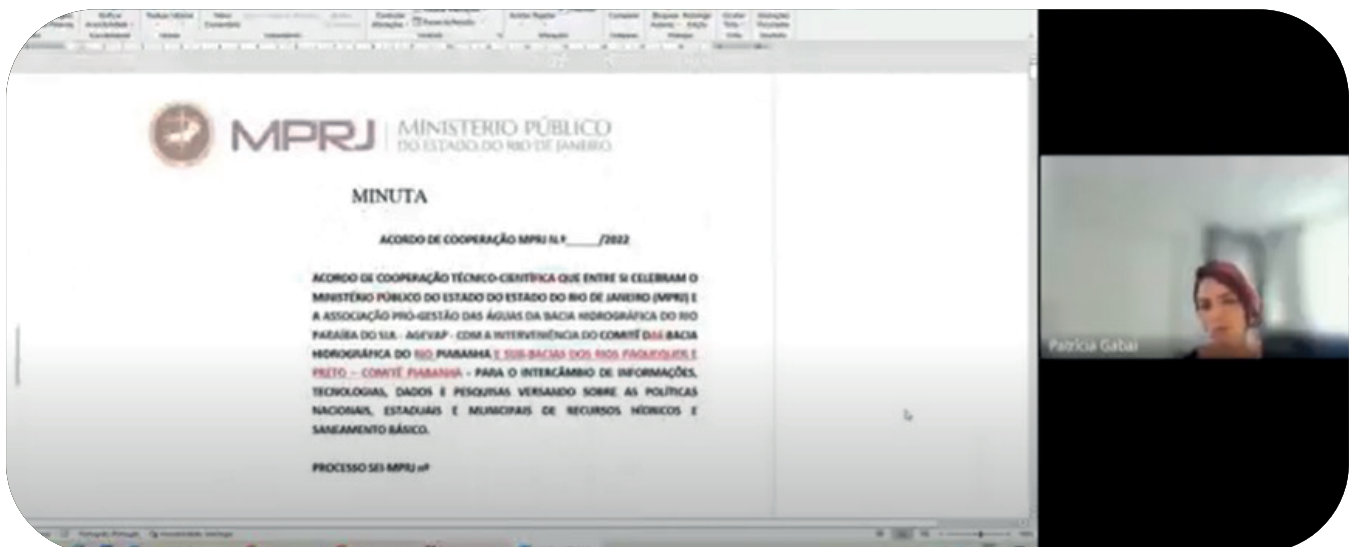 MPRJ
MINISTÉRIO PÚBLICO
DO ESTADO DO RIO DE JANEIRO
MINUTA
ACORDO DE COOPERAÇÃO MPRJ N.º______/2022
ACORDO DE COOPERAÇÃO TÉCNICO-CIENTÍFICA QUE ENTRE SI CELEBRAM O
MINISTÉRIO PÚBLICO DO ESTADO DO ESTADO DO RIO DE JANEIRO (MPRJ) E
A ASSOCIAÇÃO PRÓ-GESTÃO DAS ÁGUAS DA BACIA HIDROGRÁFICA DO RIO
PARAÍBA DO SUL - AGEVAP - COM A INTERVENIÊNCIA DO COMITÊ DAS BACIA
HIDROGRÁFICA DO RIO PIABANHA E SUB-BACIAS DOS RIOS PAQUEQUER E
PRETO – COMITÊ PIABANHA - PARA O INTERCÂMBIO DE INFORMAÇÕES,
TECNOLOGIAS, DADOS E PESQUISAS VERSANDO SOBRE AS POLÍTICAS
NACIONAIS, ESTADUAIS E MUNICIPAIS DE RECURSOS HÍDRICOS E
SANEAMENTO BÁSICO.
PROCESSO SEI-MPRJ nº
Patrícia Gabai